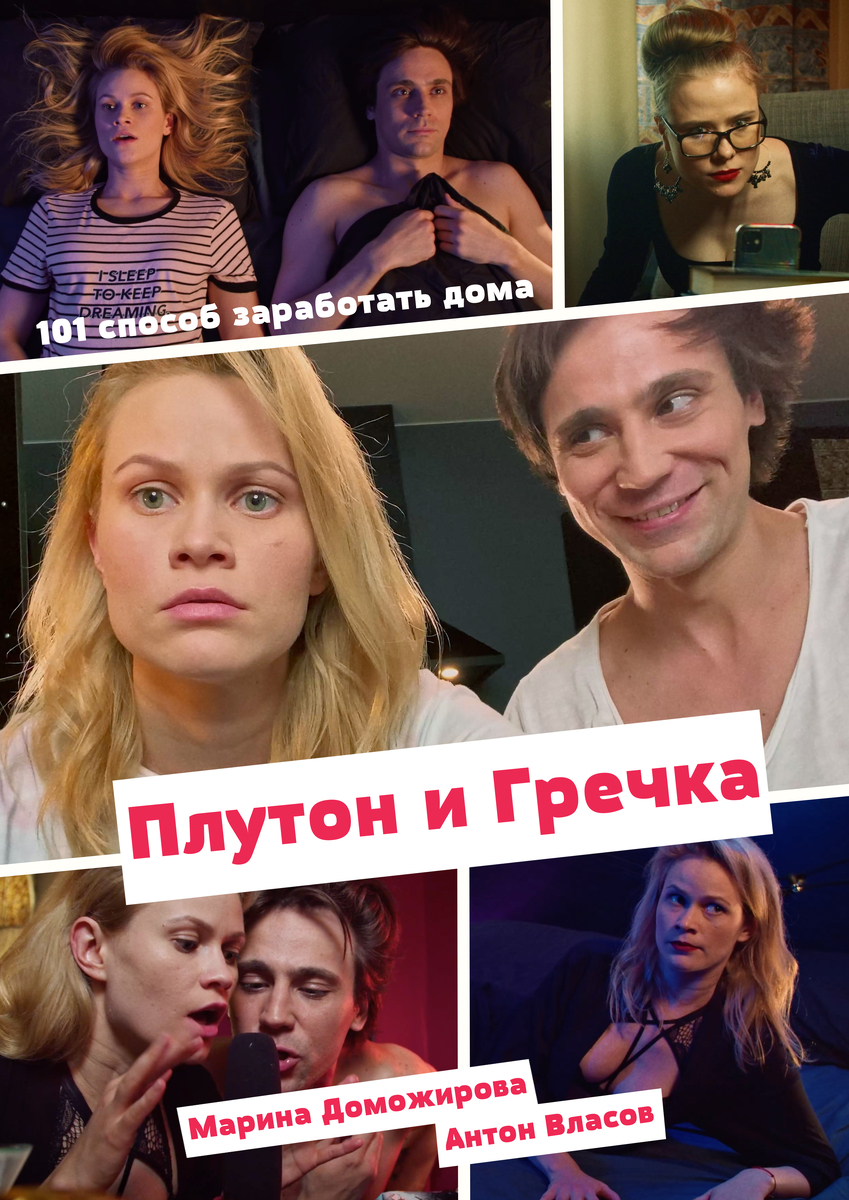 I SLEEP
TO KEEP
DREAMING
101 способ заработать дома
Плутон и Гречка
Марина Доможирова
Антон Власов